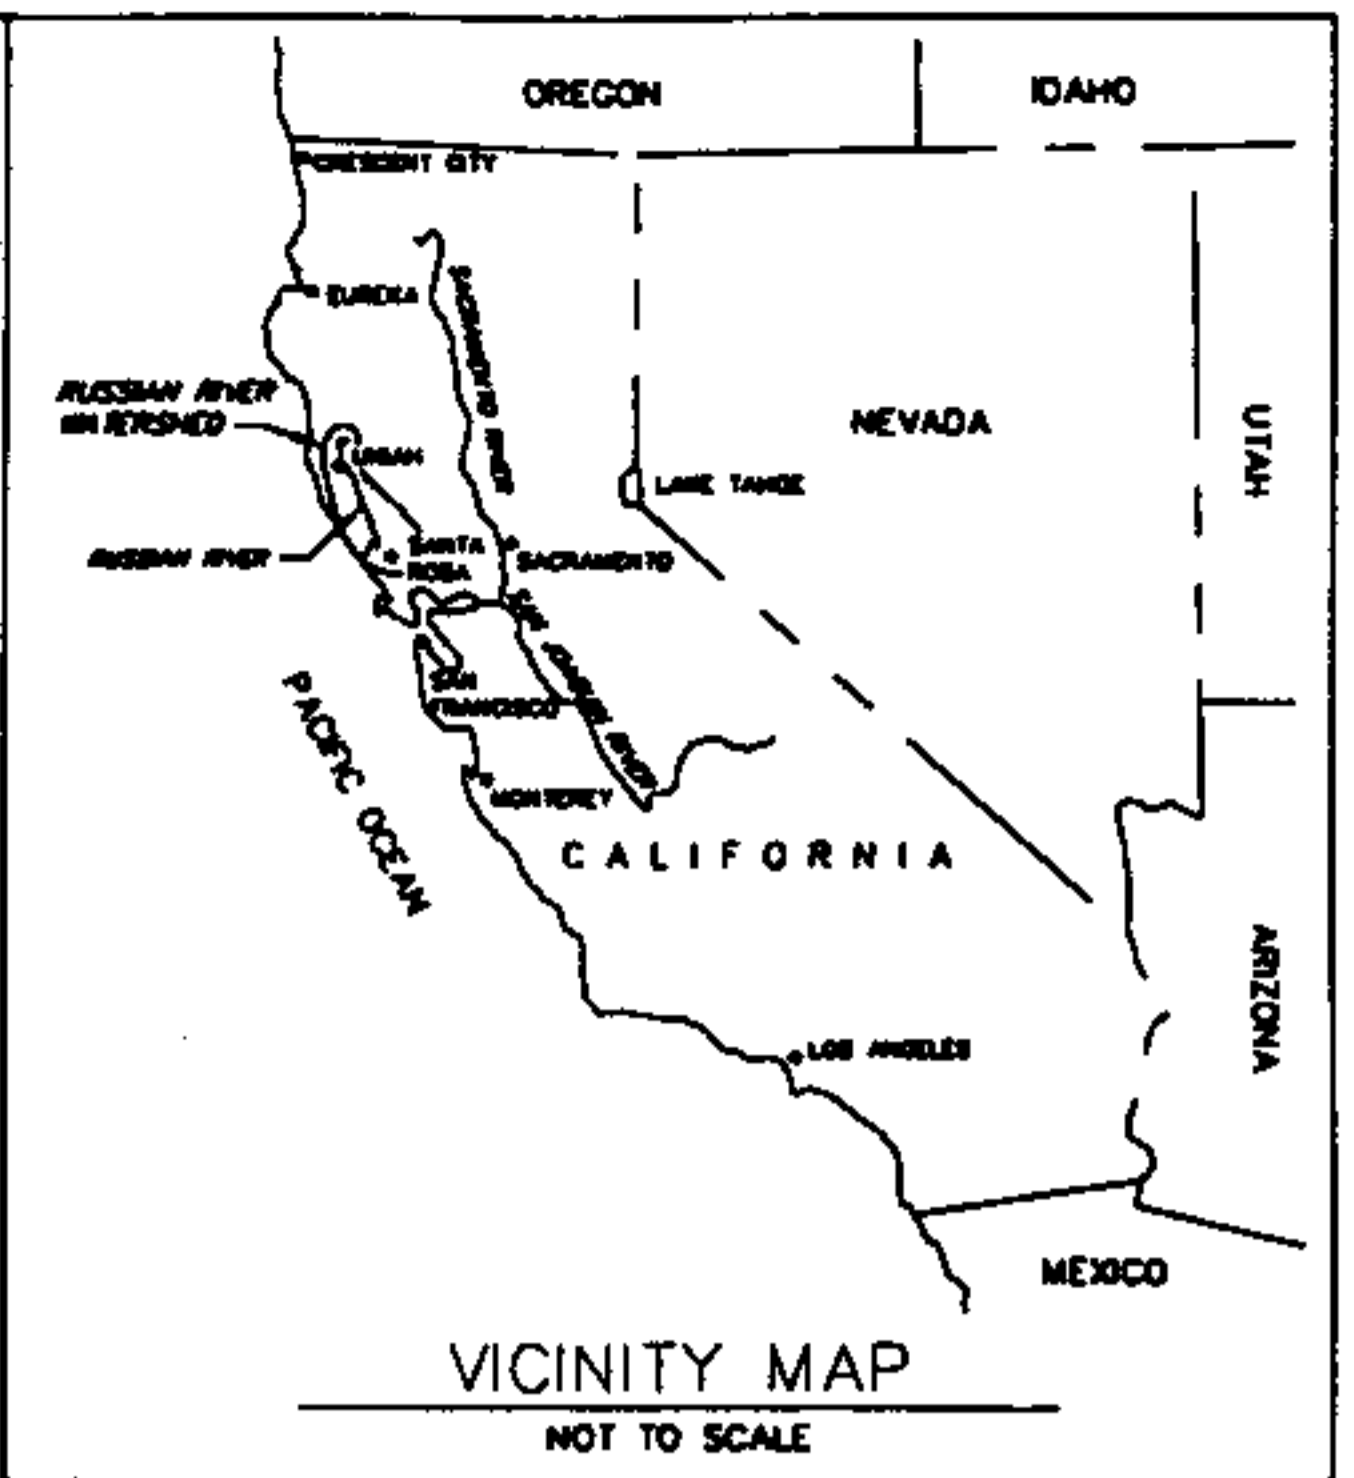 OREGON
IDAHO
CRESCENT CITY
EUREKA
SACRAMENTO RIVER
RUSSIAN RIVER
WATERSHED
UKIAH
NEVADA
UTAH
LAKE TAHOE
RUSSIAN RIVER
SANTA
ROSA
SACRAMENTO
SAN JOAQUIN RIVER
SAN
FRANCISCO
PACIFIC OCEAN
MONTEREY
CALIFORNIA
ARIZONA
LOS ANGELES
MEXICO
VICINITY MAP
NOT TO SCALE